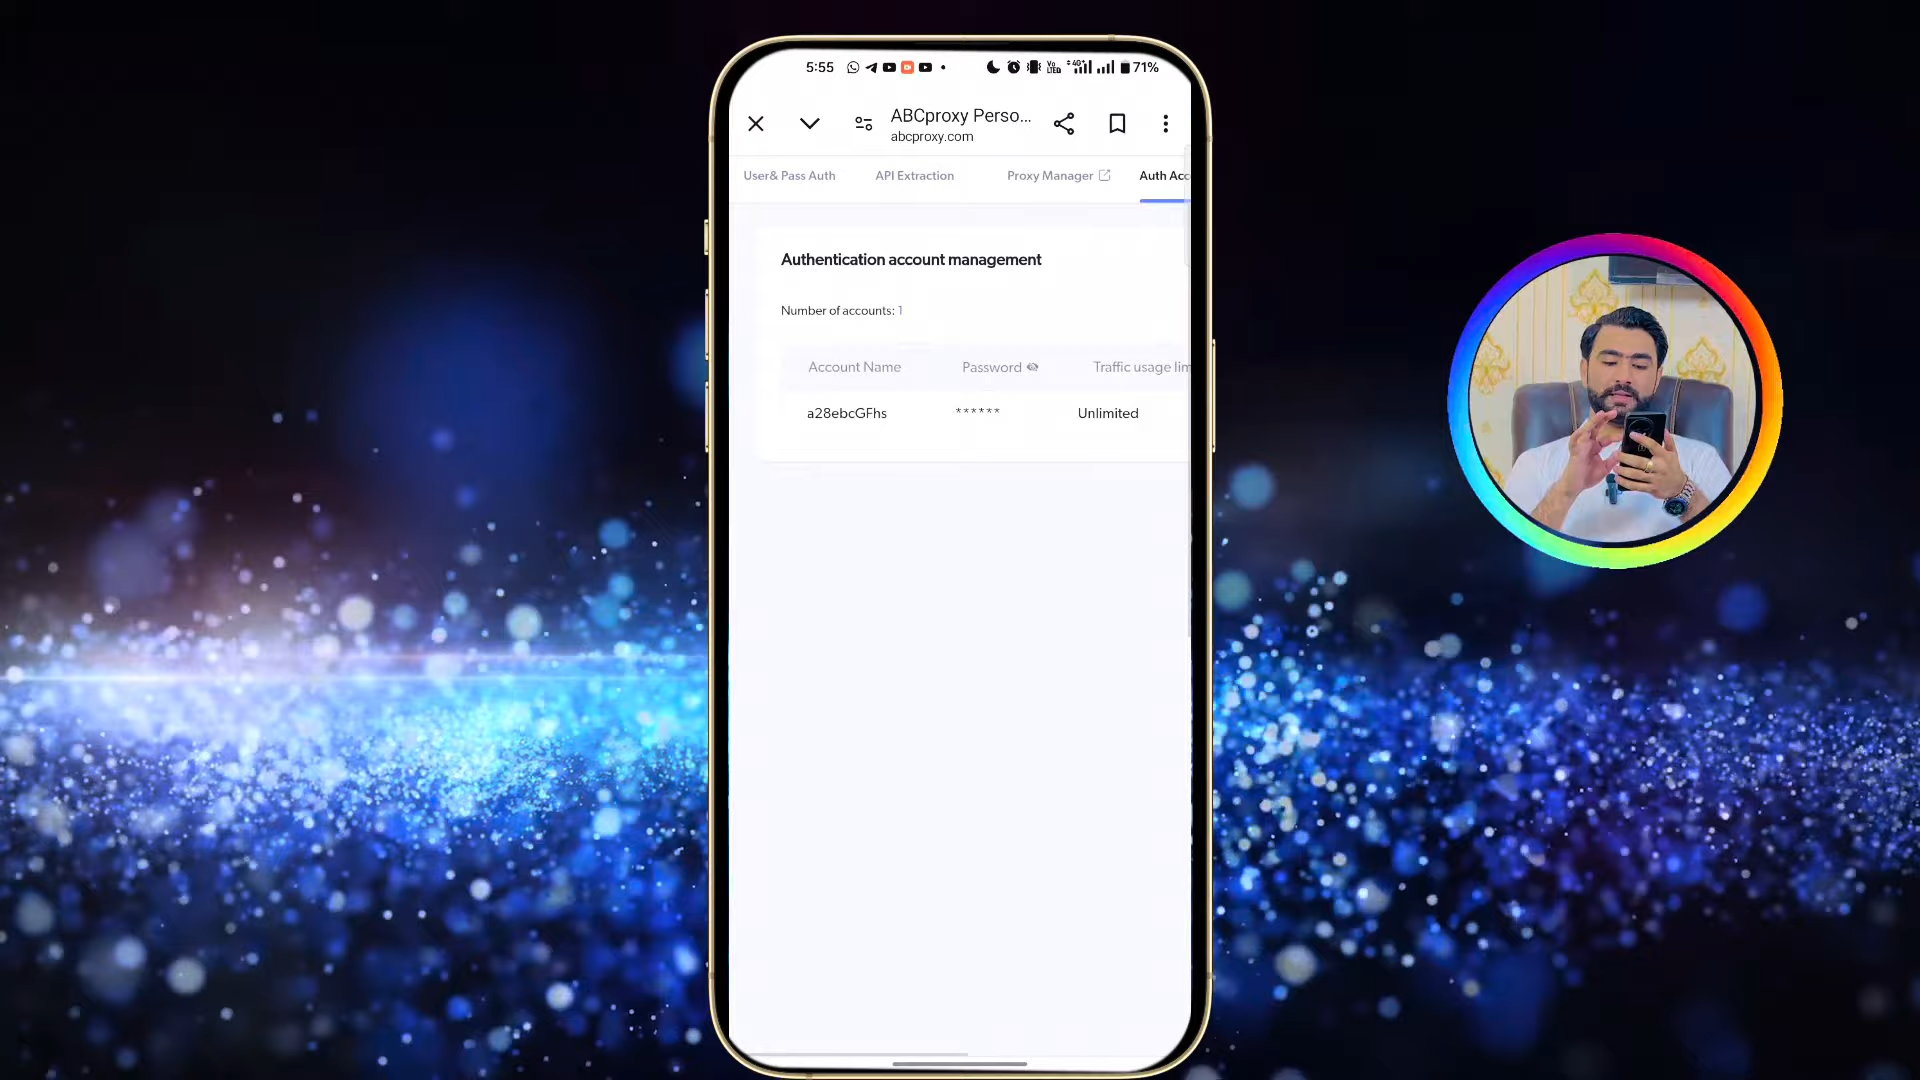 5:55 71%
ABCproxy Perso...
abcproxy.com
User& Pass Auth API Extraction Proxy Manager Auth Acc
Authentication account management
Number of accounts: 1
Account Name Password Traffic usage lim
a28ebcGFhs ****** Unlimited